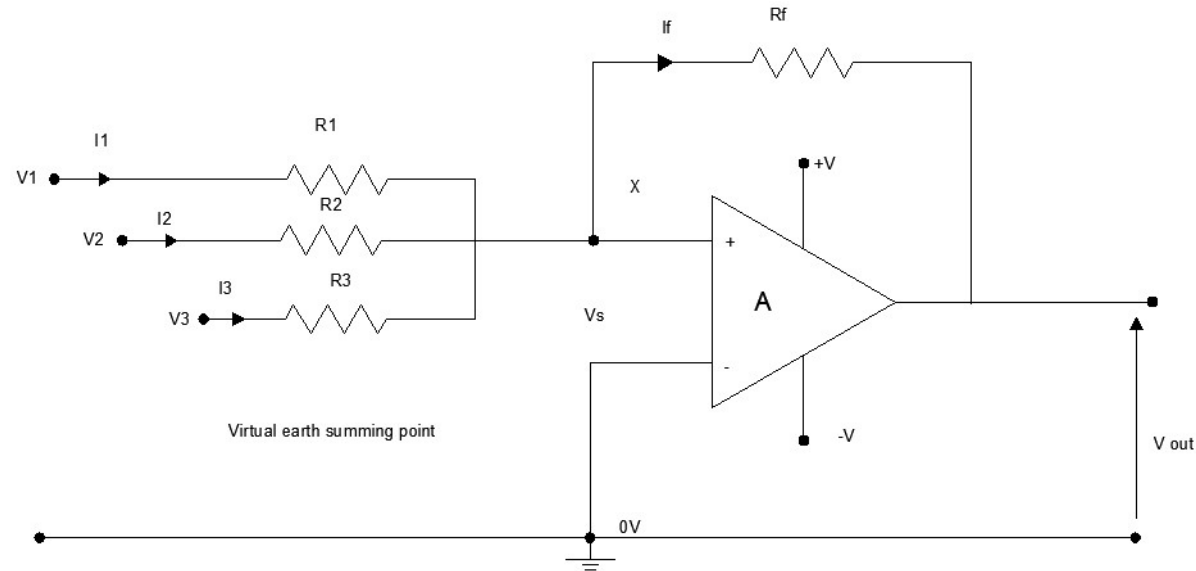 If
Rf
I1
R1
V1
+V
X
R2
I2
V2
+
R3
I3
A
V3
Vs
-
Virtual earth summing point
-V
V out
0V